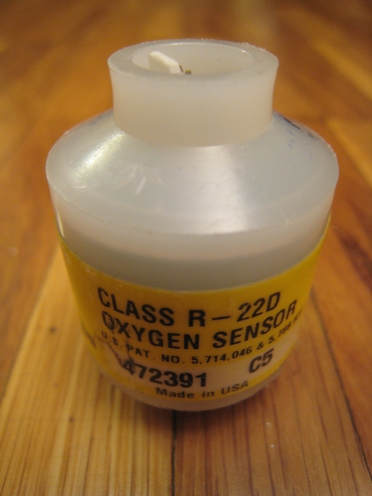 CLASS R-22D
OXYGEN SENSOR
U.S. PAT. NO. 5,714,046 &
472391 C5
Made in USA